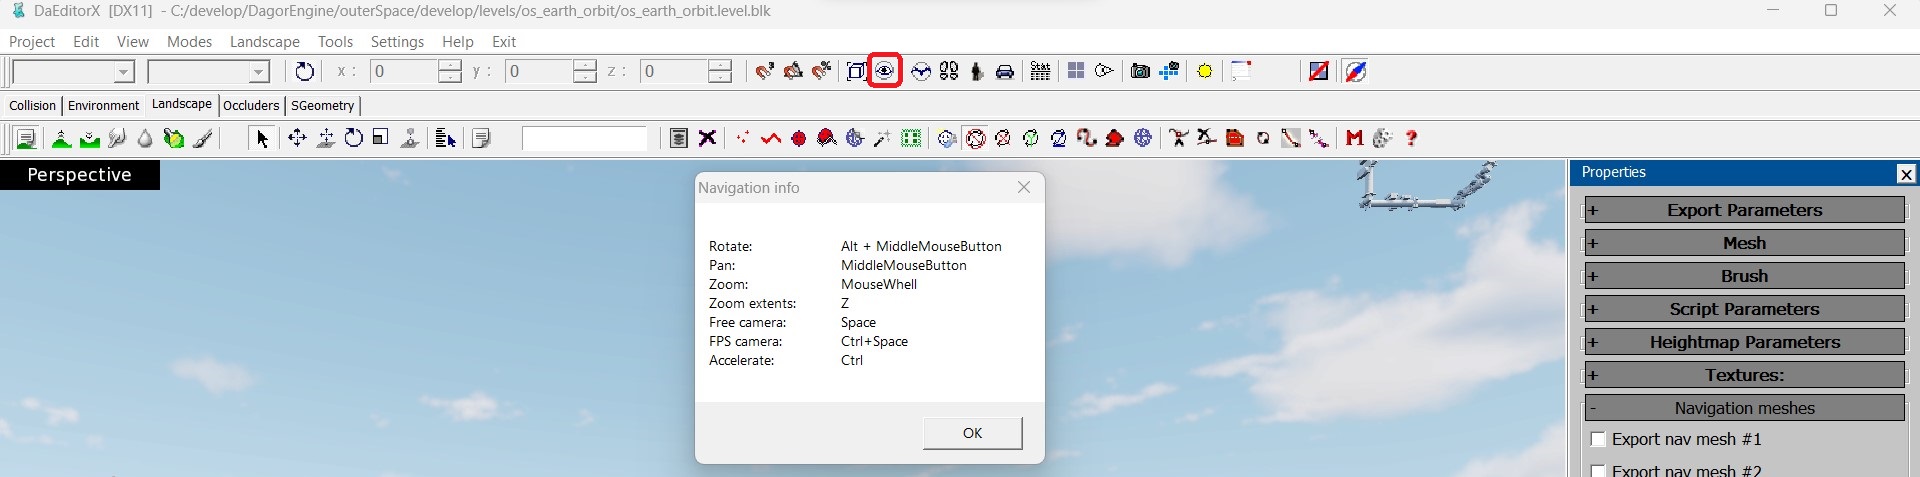 DaEditorX [DX11] - C:/develop/DagorEngine/outerSpace/develop/levels/os_earth_orbit/os_earth_orbit.level.blk
Project Edit View Modes Landscape Tools Settings Help Exit
x : 0 y : 0 z : 0 Stat
Collision Environment Landscape Occluders SGeometry
M ?
Perspective
Navigation info
Rotate: Alt + MiddleMouseButton
Pan: MiddleMouseButton
Zoom: MouseWhell
Zoom extents: Z
Free camera: Space
FPS camera: Ctrl+Space
Accelerate: Ctrl
OK
Properties
+ Export Parameters
+ Mesh
+ Brush
+ Script Parameters
+ Heightmap Parameters
+ Textures:
- Navigation meshes
Export nav mesh #1
Export nav mesh #2